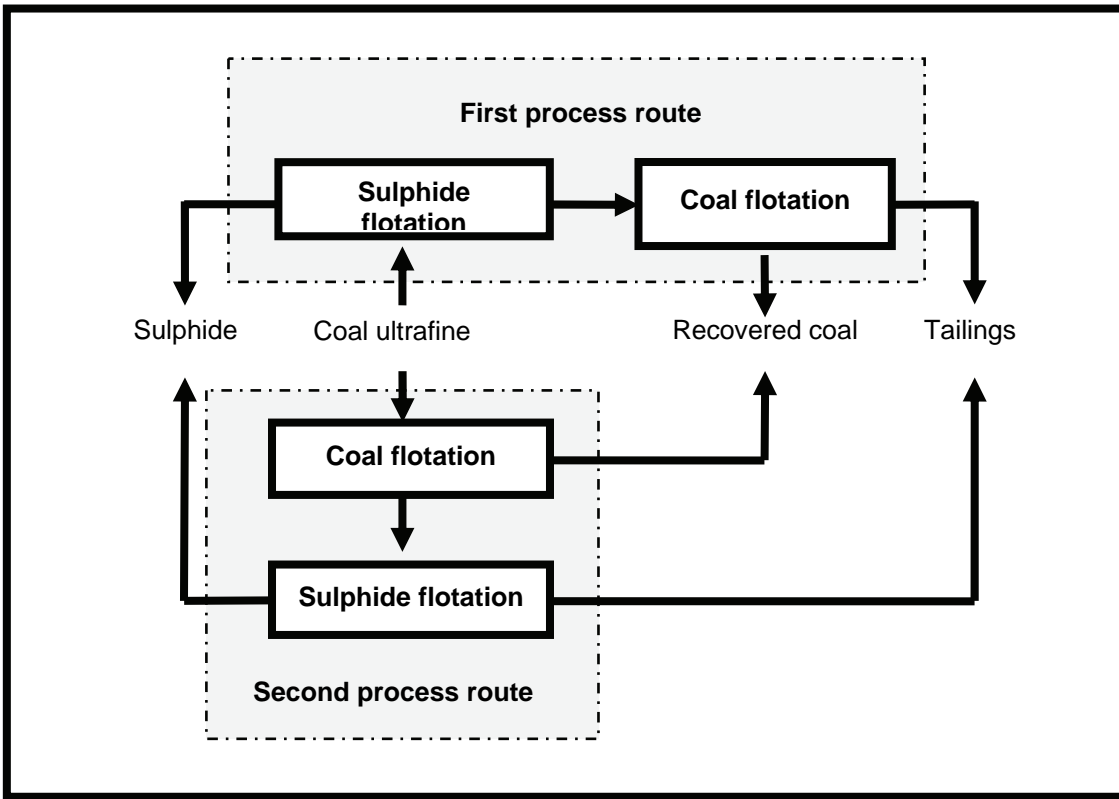 First process route
Sulphide
flotation
Coal flotation
Sulphide
Coal ultrafine
Recovered coal
Tailings
Coal flotation
Sulphide flotation
Second process route